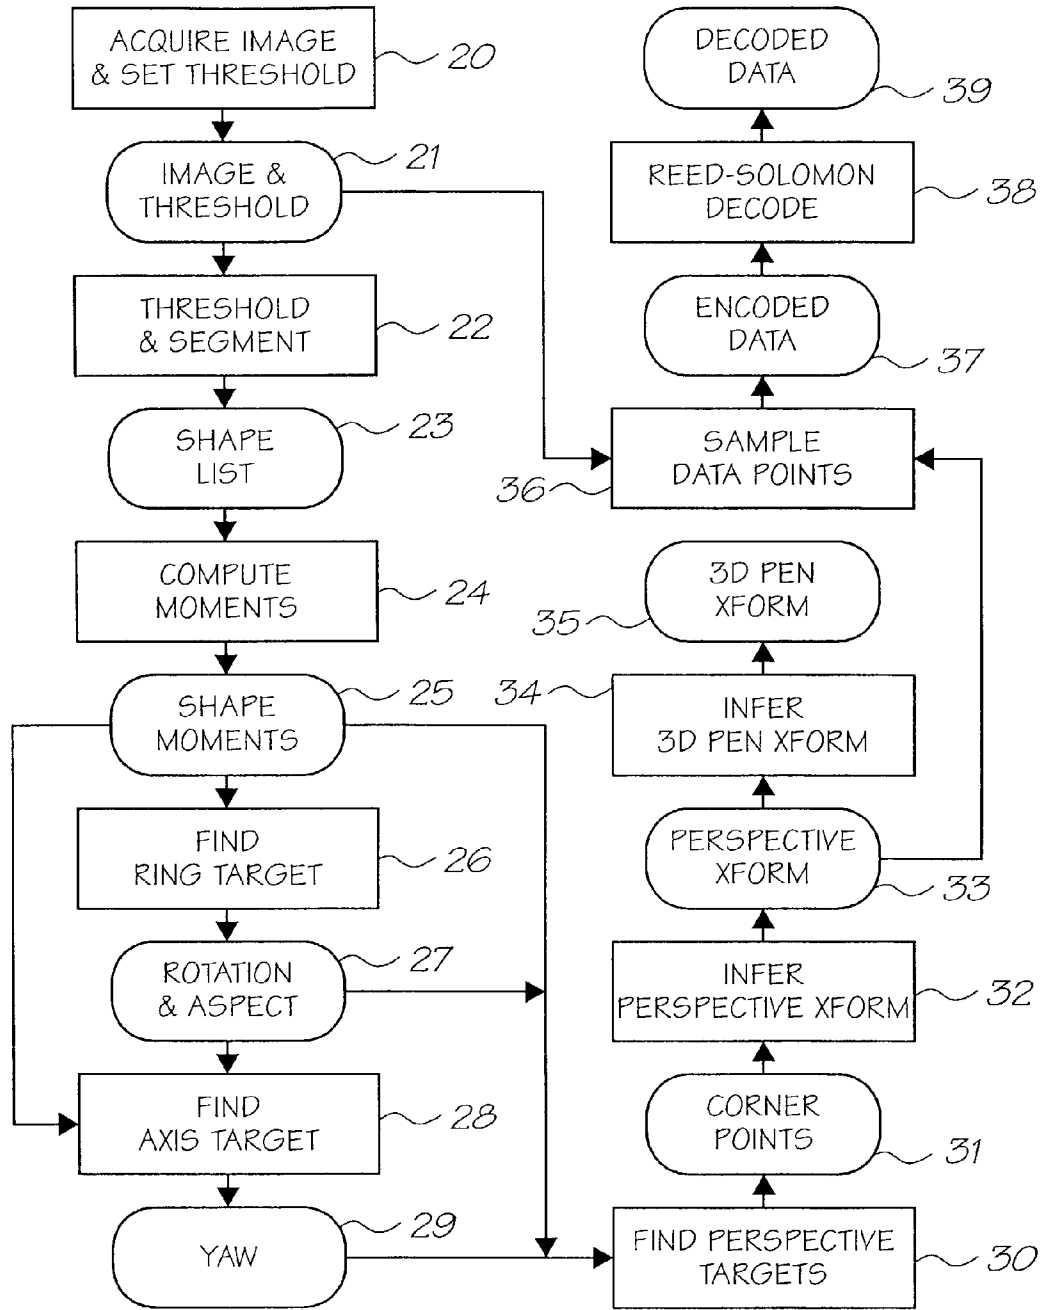 ACQUIRE IMAGE
& SET THRESHOLD
20
IMAGE &
THRESHOLD
21
THRESHOLD
& SEGMENT
22
SHAPE
LIST
23
COMPUTE
MOMENTS
24
SHAPE
MOMENTS
25
FIND
RING TARGET
26
ROTATION
& ASPECT
27
FIND
AXIS TARGET
28
YAW
29
DECODED
DATA
39
REED-SOLOMON
DECODE
38
ENCODED
DATA
37
SAMPLE
DATA POINTS
36
3D PEN
XFORM
35
34
INFER
3D PEN XFORM
PERSPECTIVE
XFORM
33
INFER
PERSPECTIVE XFORM
32
CORNER
POINTS
31
FIND PERSPECTIVE
TARGETS
30